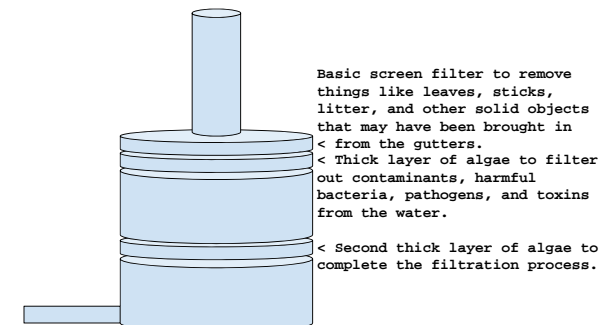 Basic screen filter to remove
things like leaves, sticks,
litter, and other solid objects
that may have been brought in
< from the gutters.
< Thick layer of algae to filter
out contaminants, harmful
bacteria, pathogens, and toxins
from the water.
< Second thick layer of algae to
complete the filtration process.